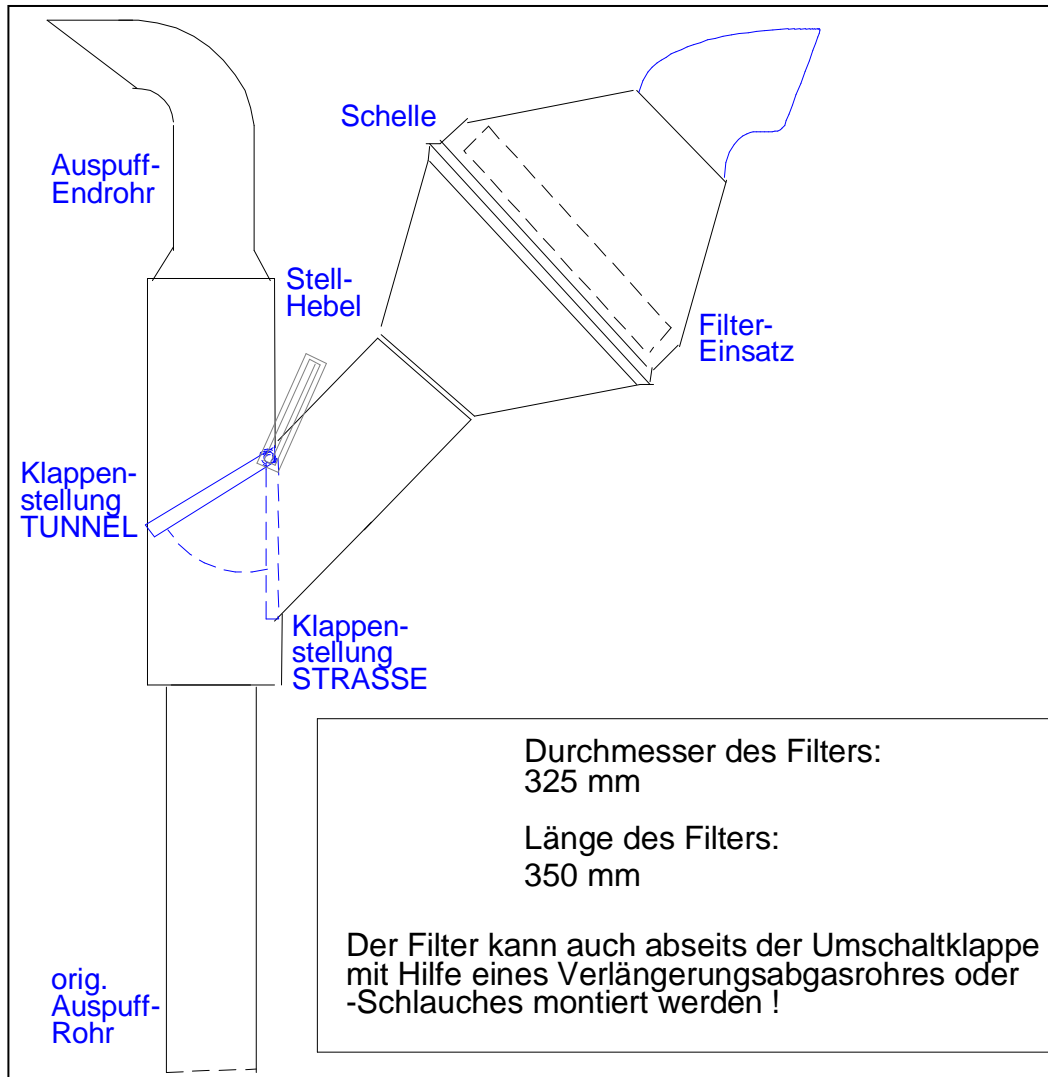 Schelle
Auspuff-
Endrohr
Stell-
Hebel
Filter-
Einsatz
Klappen-
stellung
TUNNEL
Klappen-
stellung
STRASSE
Durchmesser des Filters:
325 mm
Länge des Filters:
350 mm
Der Filter kann auch abseits der Umschaltklappe
mit Hilfe eines Verlängerungsabgasrohres oder
-Schlauches montiert werden !
orig.
Auspuff-
Rohr